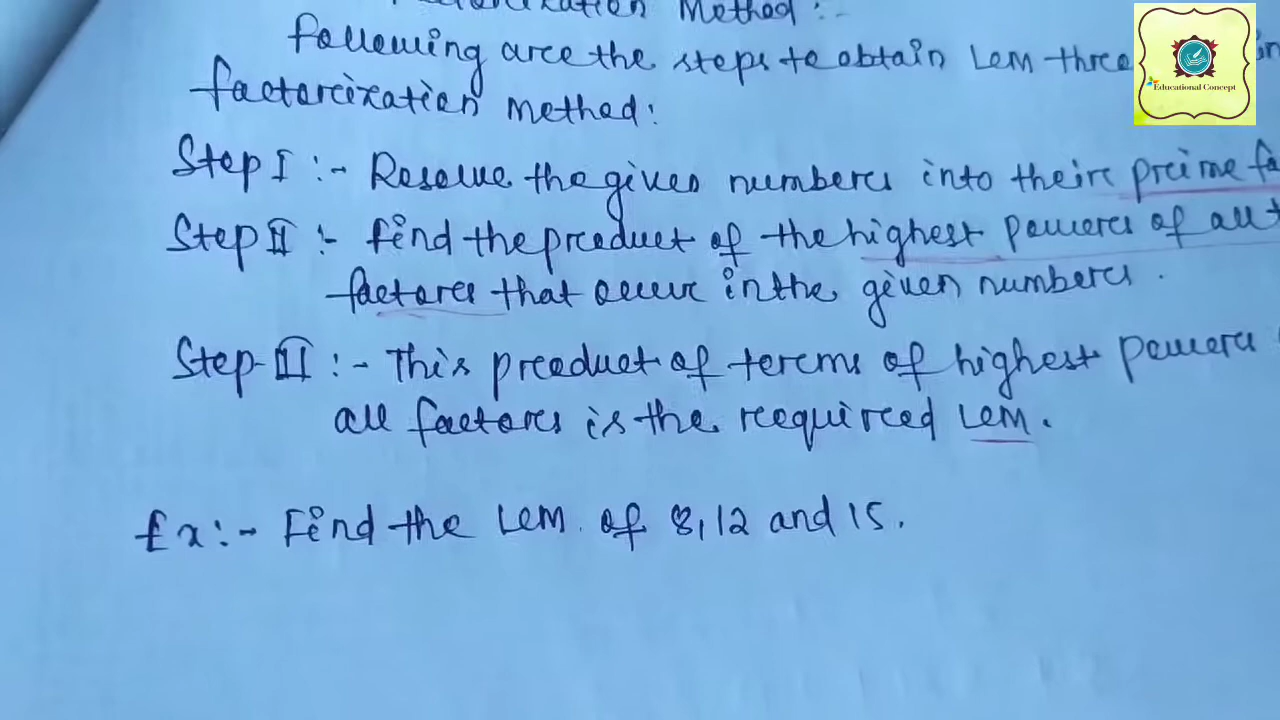 Method:-
Following are the steps to obtain LCM
factorization Method:
Step I :- Resolve the given numbers into their prime
Step II :- Find the product of the highest powers of all
factors that occur in the given numbers.
Step III :- This product of terms of highest powers
all factors is the required LCM.
Ex:- Find the LCM of 8, 12 and 15.
Educational Concept